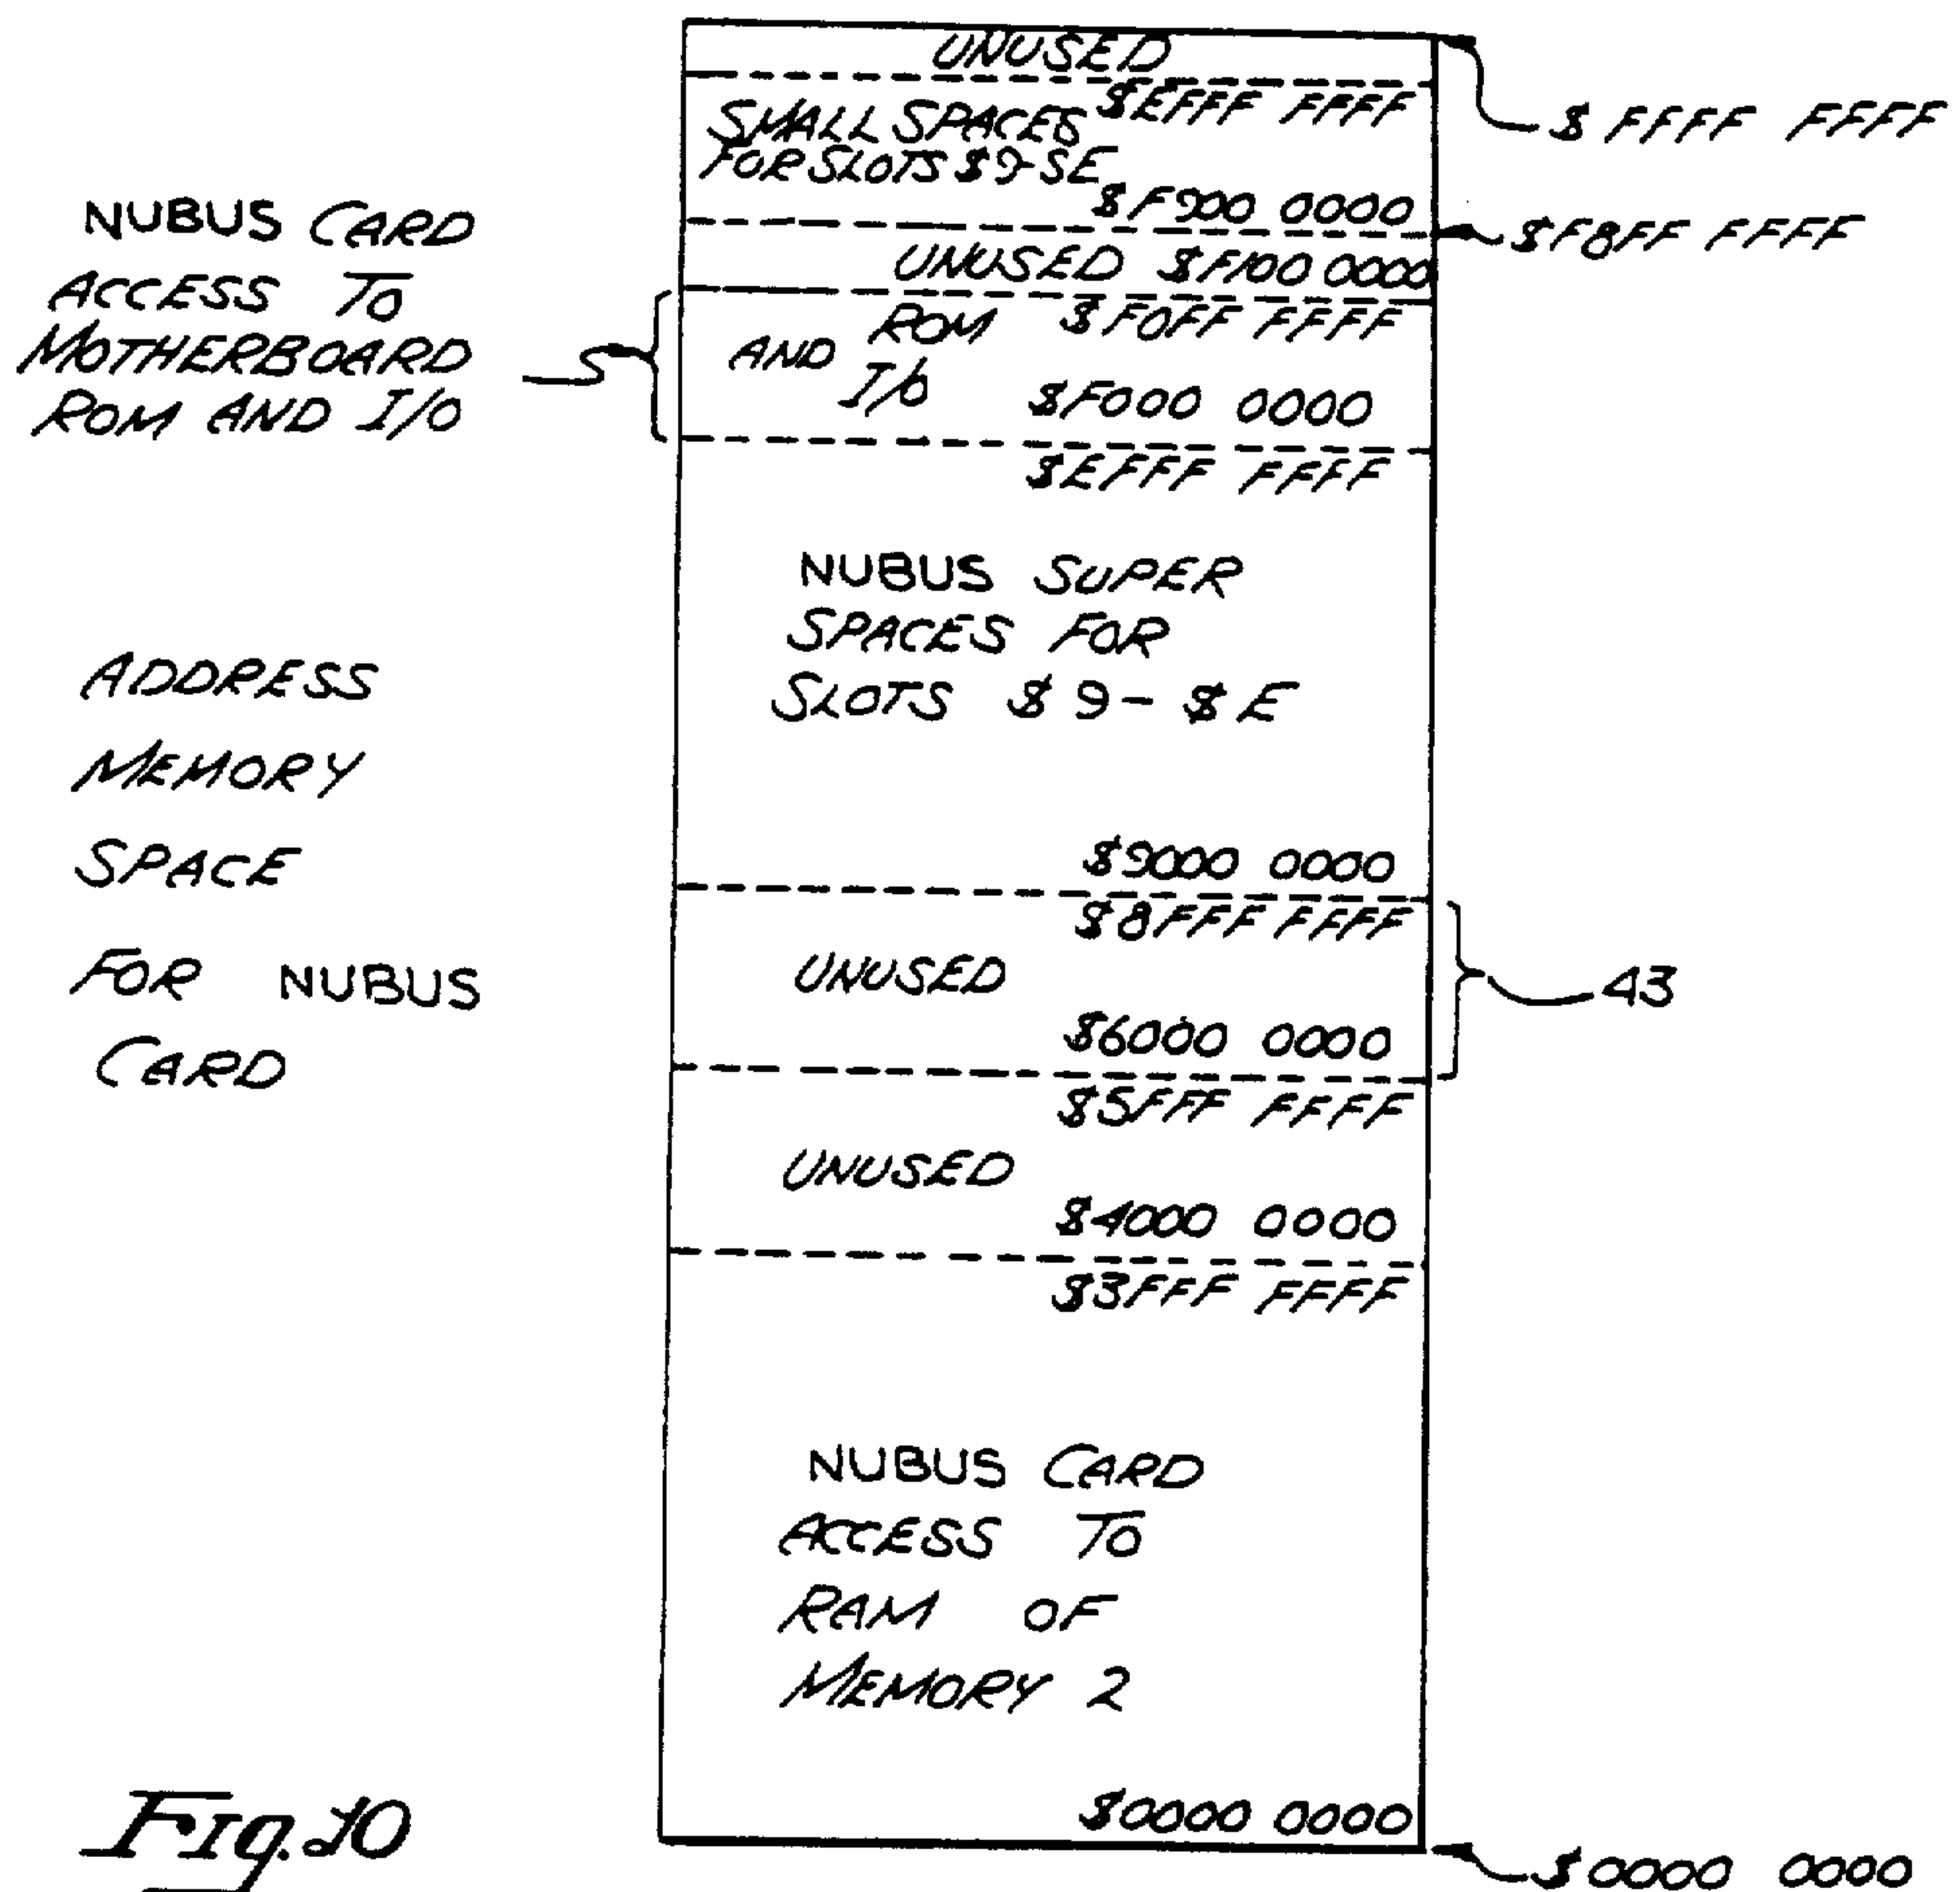 UNUSED
$EFFF FFFF
$ FFFF FFFF
SMALL SPACES
FOR SLOTS $9-$E
$F900 0000
$F8FF FFFF
UNUSED $F100 0000
NUBUS CARD
ACCESS TO
MOTHERBOARD
ROM AND I/O
ROM $F0FF FFFF
AND
I/O $F000 0000
$EFFF FFFF
NUBUS SUPER
SPACES FOR
SLOTS $9-$E
$9000 0000
$8FFF FFFF
UNUSED
43
$6000 0000
$5FFF FFFF
UNUSED
$4000 0000
$3FFF FFFF
ADDRESS
MEMORY
SPACE
FOR NUBUS
CARD
NUBUS CARD
ACCESS TO
RAM OF
MEMORY 2
$0000 0000
$0000 0000
Fig. 10